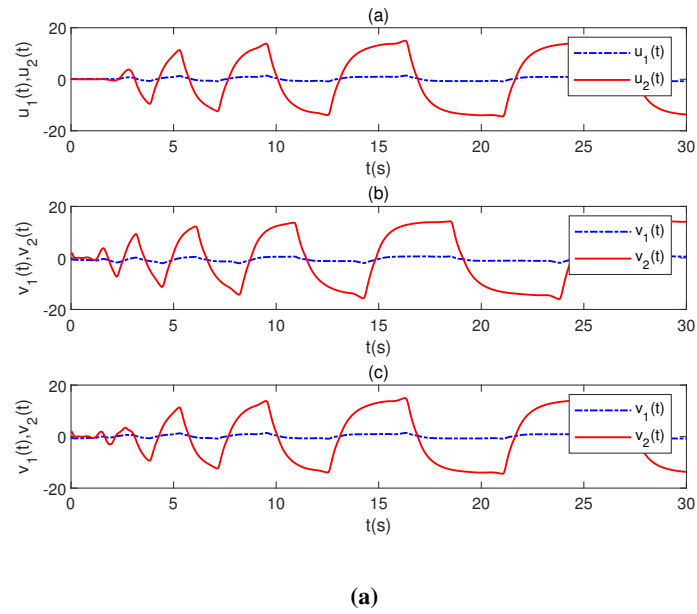 (a)
20
0
-20
u₁(t),u₂(t)
u₁(t)
u₂(t)
0 5 10 15 20 25 30
t(s)
(b)
20
0
-20
v₁(t),v₂(t)
v₁(t)
v₂(t)
0 5 10 15 20 25 30
t(s)
(c)
20
0
-20
v₁(t),v₂(t)
v₁(t)
v₂(t)
0 5 10 15 20 25 30
t(s)
(a)